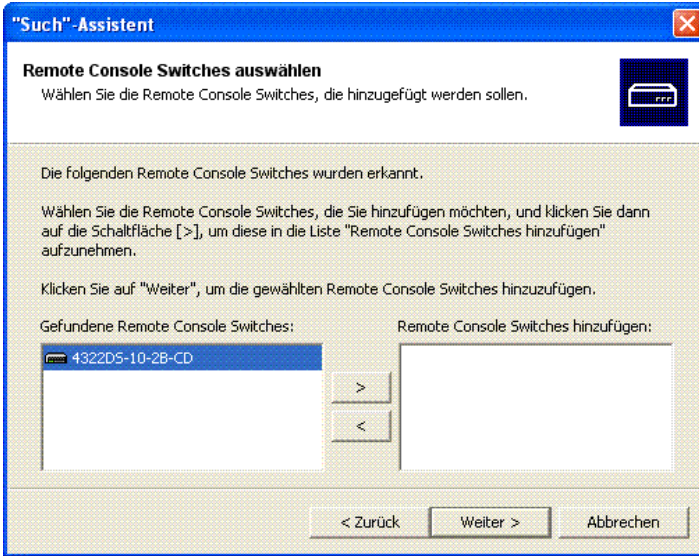 "Such"-Assistent
Remote Console Switches auswählen
Wählen Sie die Remote Console Switches, die hinzugefügt werden sollen.
Die folgenden Remote Console Switches wurden erkannt.
Wählen Sie die Remote Console Switches, die Sie hinzufügen möchten, und klicken Sie dann
auf die Schaltfläche [>], um diese in die Liste "Remote Console Switches hinzufügen"
aufzunehmen.
Klicken Sie auf "Weiter", um die gewählten Remote Console Switches hinzuzufügen.
Gefundene Remote Console Switches:
Remote Console Switches hinzufügen:
4322DS-10-2B-CD
>
<
< Zurück
Weiter >
Abbrechen